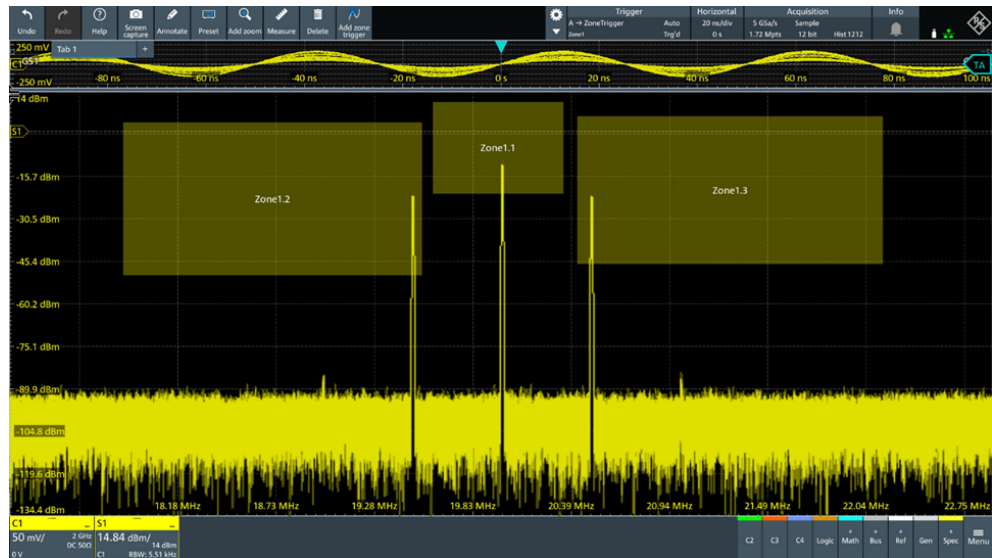 Undo Redo Help Screen capture Annotate Preset Add zoom Measure Delete Add zone trigger
Trigger Horizontal Acquisition Info
A → ZoneTrigger Auto 20 ns/div 5 GSa/s Sample
Zone1 Trig'd 0 s 1.72 Mpts 12 bit Hist 1212
250 mV Tab 1 +
C1 TA
-250 mV -80 ns -60 ns -40 ns -20 ns 0 s 20 ns 40 ns 60 ns 80 ns 100 ns
14 dBm
S1
Zone1.1
-15.7 dBm
Zone1.2 Zone1.3
-30.5 dBm
-45.4 dBm
-60.2 dBm
-75.1 dBm
-89.9 dBm
-104.8 dBm
-119.6 dBm
-134.4 dBm 18.18 MHz 18.73 MHz 19.28 MHz 19.83 MHz 20.39 MHz 20.94 MHz 21.49 MHz 22.04 MHz 22.75 MHz
C1 S1
50 mV/ 2 GHz DC 50Ω 14.84 dBm/ 14 dBm
0 V C1 RBW: 5.51 kHz
C2 C3 C4 Logic Math Bus Ref Gen Spec Menu